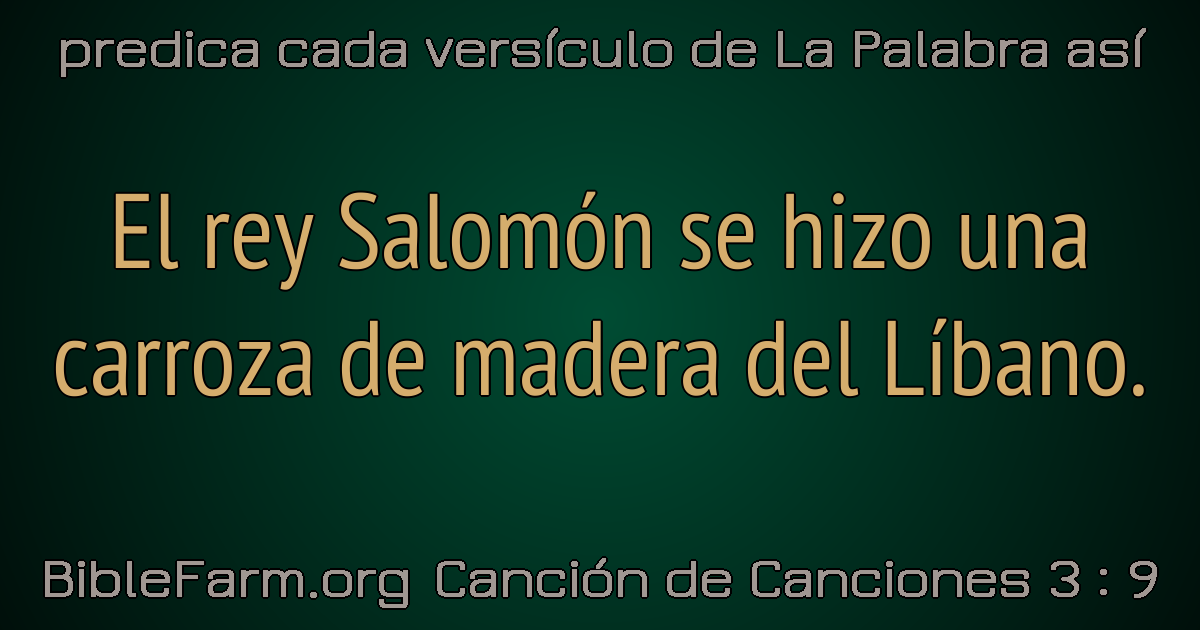 predica cada versículo de La Palabra así
El rey Salomón se hizo una
carroza de madera del Líbano.
BibleFarm.org Canción de Canciones 3 : 9